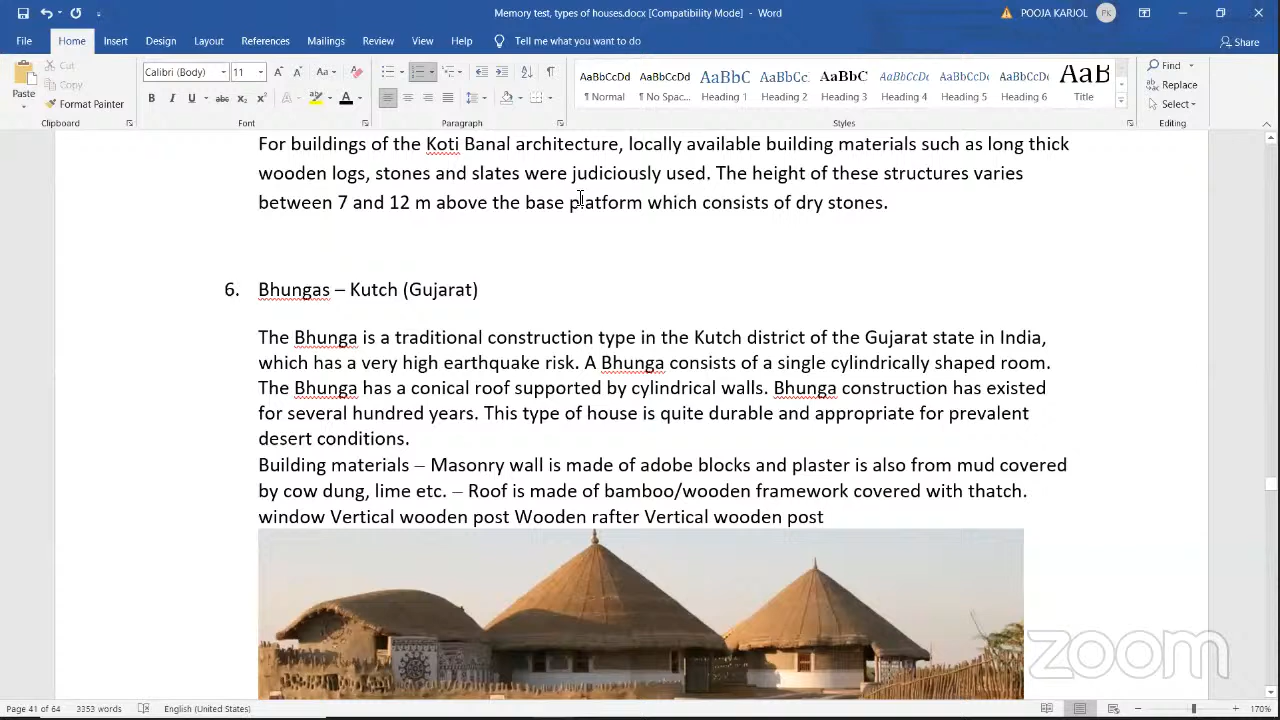 Memory test, types of houses.docx [Compatibility Mode] - Word
POOJA KARJOL
PK
File Home Insert Design Layout References Mailings Review View Help Tell me what you want to do
Share
Paste
Cut
Copy
Format Painter
Clipboard
Calibri (Body) 11
Font
Paragraph
AaBbCcDd AaBbCcDd AaBbC AaBbCc. AaBbC AaBbCcDc AaBbCcDc AaBbCcDc AaB
¶ Normal ¶ No Spac... Heading 1 Heading 2 Heading 3 Heading 4 Heading 5 Heading 6 Title
Styles
Find
Replace
Select
Editing
For buildings of the Koti Banal architecture, locally available building materials such as long thick
wooden logs, stones and slates were judiciously used. The height of these structures varies
between 7 and 12 m above the base platform which consists of dry stones.
6. Bhungas – Kutch (Gujarat)
The Bhunga is a traditional construction type in the Kutch district of the Gujarat state in India,
which has a very high earthquake risk. A Bhunga consists of a single cylindrically shaped room.
The Bhunga has a conical roof supported by cylindrical walls. Bhunga construction has existed
for several hundred years. This type of house is quite durable and appropriate for prevalent
desert conditions.
Building materials – Masonry wall is made of adobe blocks and plaster is also from mud covered
by cow dung, lime etc. – Roof is made of bamboo/wooden framework covered with thatch.
window Vertical wooden post Wooden rafter Vertical wooden post
zoom
Page 41 of 64 3353 words English (United States) 170%